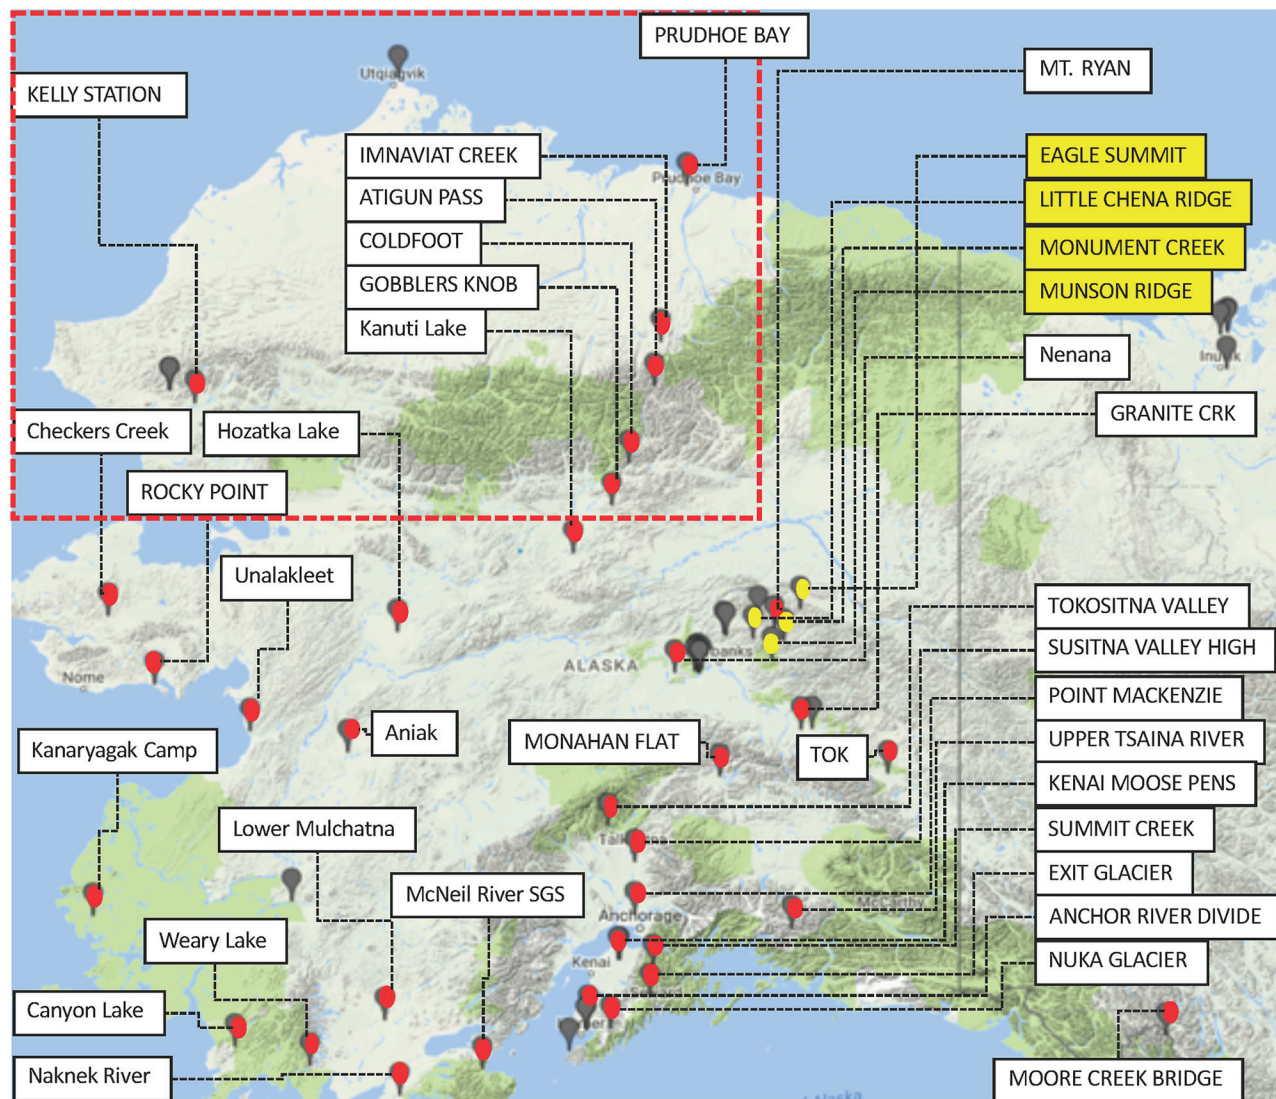 PRUDHOE BAY
Utqiagvik
MT. RYAN
KELLY STATION
IMNAVIAT CREEK
EAGLE SUMMIT
Prudhoe Bay
ATIGUN PASS
LITTLE CHENA RIDGE
COLDFOOT
MONUMENT CREEK
GOBBLERS KNOB
MUNSON RIDGE
Kanuti Lake
Nenana
GRANITE CRK
Checkers Creek
Hozatka Lake
ROCKY POINT
Unalakleet
TOKOSITNA VALLEY
SUSITNA VALLEY HIGH
ALASKA
Nome
POINT MACKENZIE
Aniak
MONAHAN FLAT
TOK
UPPER TSAINA RIVER
Kanaryagak Camp
KENAI MOOSE PENS
Lower Mulchatna
SUMMIT CREEK
EXIT GLACIER
McNeil River SGS
McCarthy
Anchorage
ANCHOR RIVER DIVIDE
Weary Lake
Kenai
NUKA GLACIER
Canyon Lake
Naknek River
MOORE CREEK BRIDGE